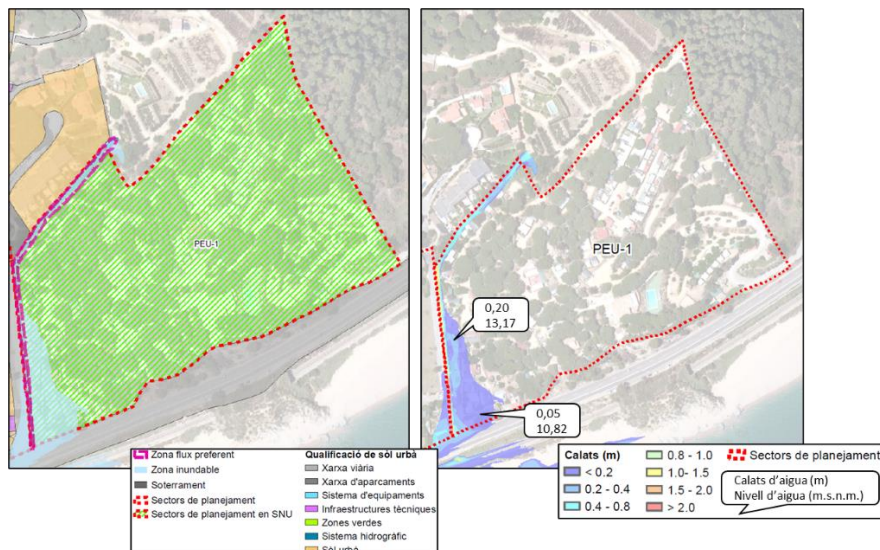 PEU-1
Zona flux preferent
Zona inundable
Soterrament
Sectors de planejament
Sectors de planejament en SNU
Qualificació de sòl urbà
Xarxa viària
Xarxa d'aparcaments
Sistema d'equipaments
Infraestructures tècniques
Zones verdes
Sistema hidrogràfic
Sòl urbà
PEU-1
0,20
13,17
0,05
10,82
Calats (m)
< 0.2
0.2 - 0.4
0.4 - 0.8
0.8 - 1.0
1.0- 1.5
1.5 - 2.0
> 2.0
Sectors de planejament
Calats d'aigua (m)
Nivell d'aigua (m.s.n.m.)